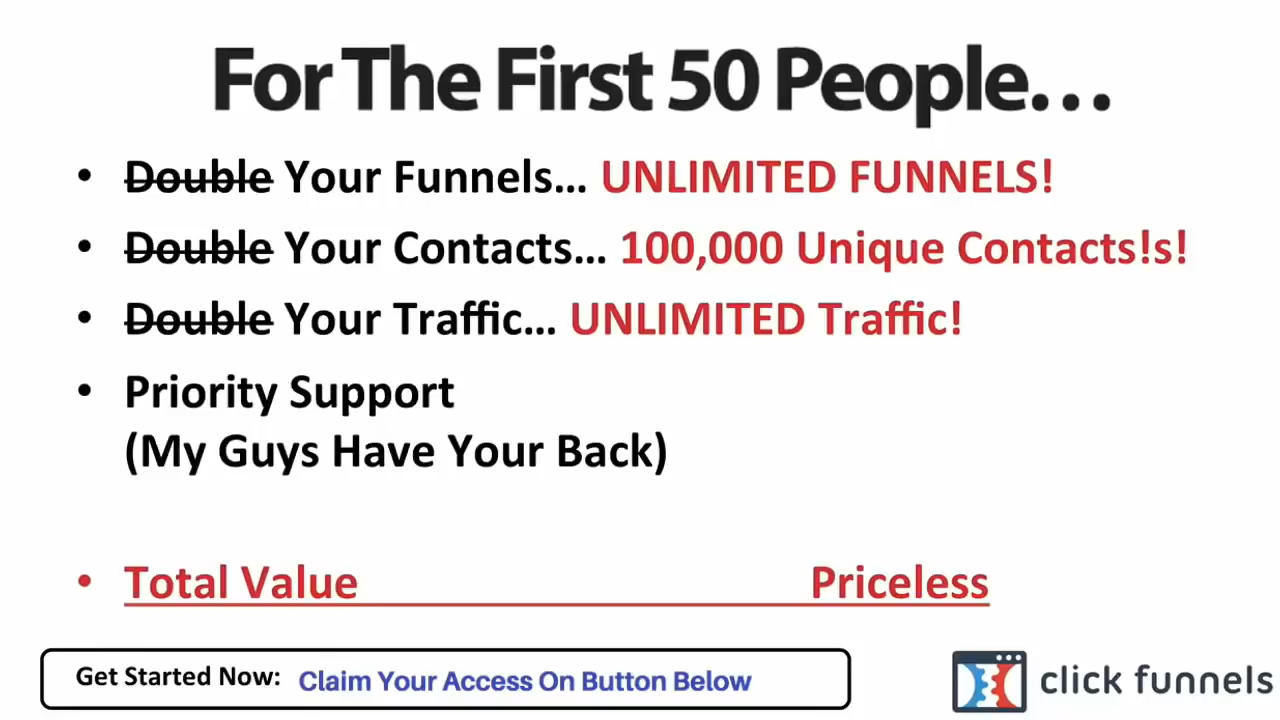 For The First 50 People…
• Double Your Funnels… UNLIMITED FUNNELS!
• Double Your Contacts… 100,000 Unique Contacts!s!
• Double Your Traffic… UNLIMITED Traffic!
• Priority Support
(My Guys Have Your Back)
• Total Value Priceless
Get Started Now: Claim Your Access On Button Below
click funnels